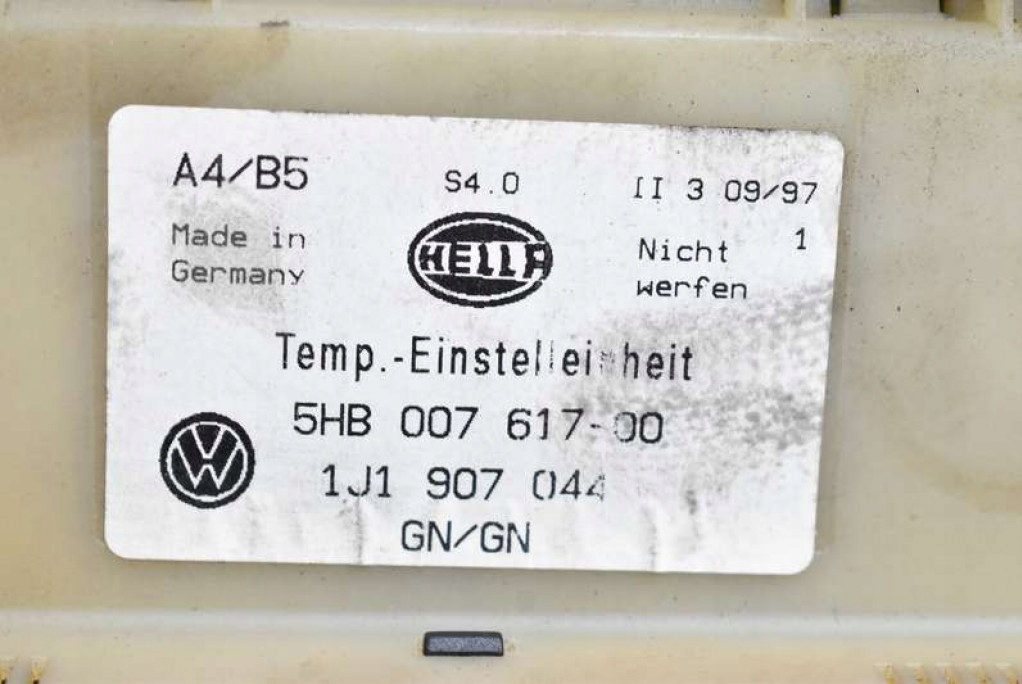 A4/B5 S4.0 II 3 09/97
Made in Nicht 1
Germany HELLA werfen
Temp.-Einstelleinheit
5HB 007 617-00
VW 1J1 907 044
GN/GN